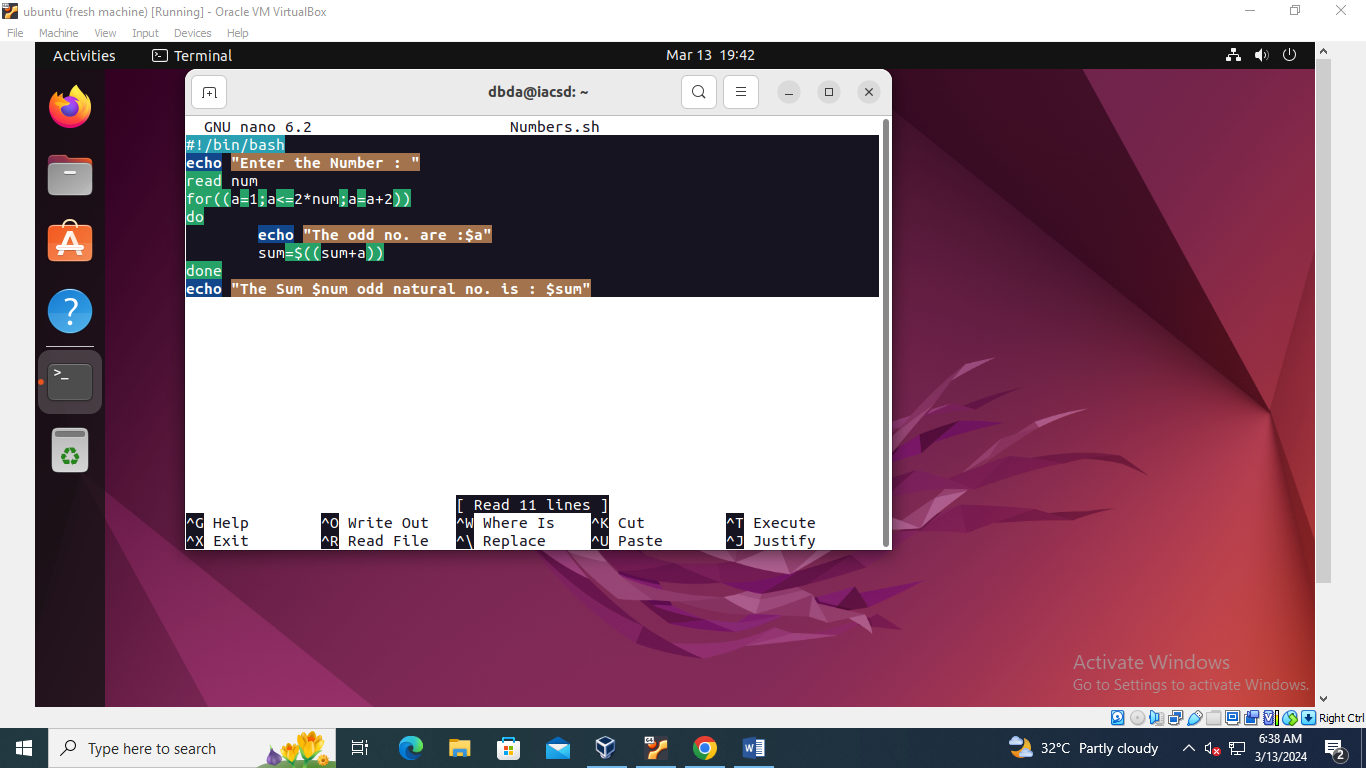 ubuntu (fresh machine) [Running] - Oracle VM VirtualBox
File Machine View Input Devices Help
Activities Terminal Mar 13 19:42
dbda@iacsd: ~
GNU nano 6.2 Numbers.sh
#!/bin/bash
echo "Enter the Number : "
read num
for((a=1;a<=2*num;a=a+2))
do
echo "The odd no. are :$a"
sum=$((sum+a))
done
echo "The Sum $num odd natural no. is : $sum"
[ Read 11 lines ]
^G Help ^O Write Out ^W Where Is ^K Cut ^T Execute
^X Exit ^R Read File ^\ Replace ^U Paste ^J Justify
Activate Windows
Go to Settings to activate Windows.
Right Ctrl
Type here to search 32°C Partly cloudy 6:38 AM
3/13/2024 2